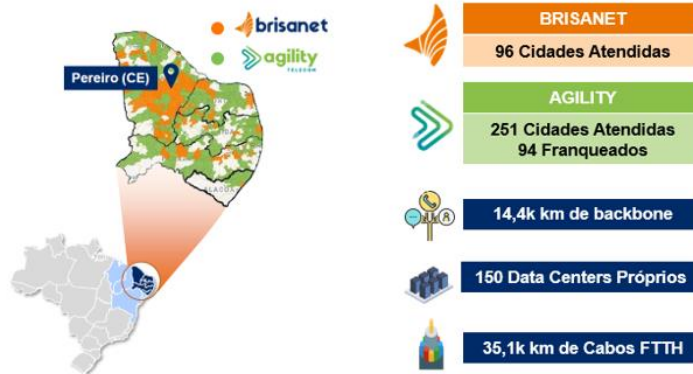 brisanet
agility
TELECOM
Pereiro (CE)
BRISANET
96 Cidades Atendidas
AGILITY
251 Cidades Atendidas
94 Franqueados
14,4k km de backbone
150 Data Centers Próprios
35,1k km de Cabos FTTH